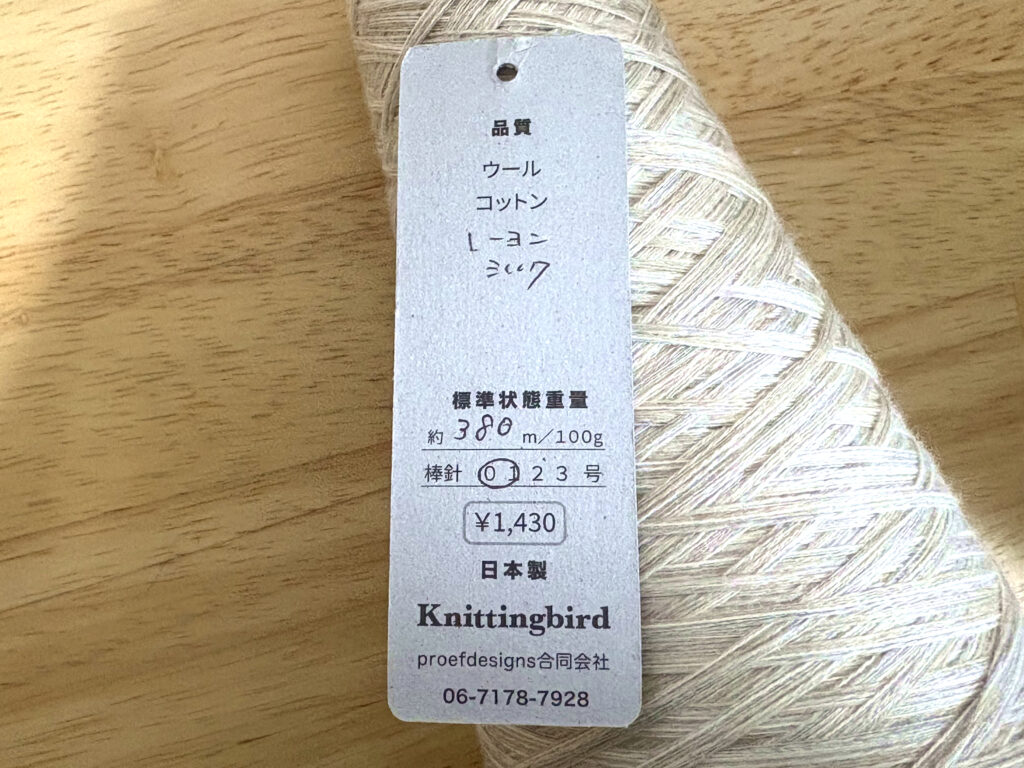 品質
ウール
コットン
レーヨン
ミルク
標準状態重量
約 380 m/100g
棒針 0 1 2 3 号
¥1,430
日本製
Knittingbird
proefdesigns合同会社
06-7178-7928